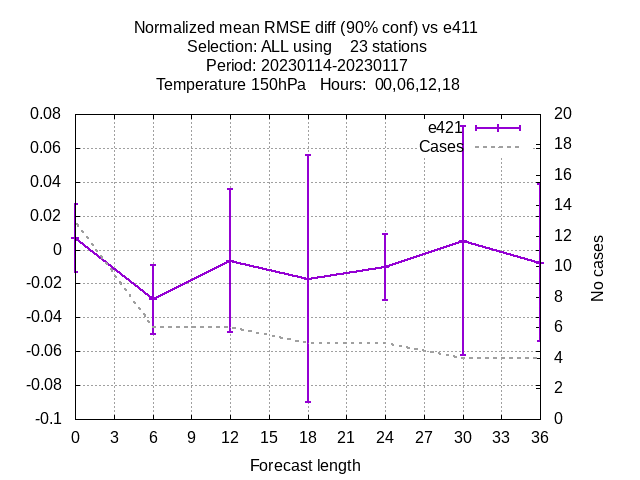 Normalized mean RMSE diff (90% conf) vs e411
Selection: ALL using    23 stations
Period: 20230114-20230117
Temperature 150hPa   Hours:  00,06,12,18
0.08
0.06
0.04
0.02
0
-0.02
-0.04
-0.06
-0.08
-0.1
e421
Cases
20
18
16
14
12
10
8
6
4
2
0
No cases
0 3 6 9 12 15 18 21 24 27 30 33 36
Forecast length